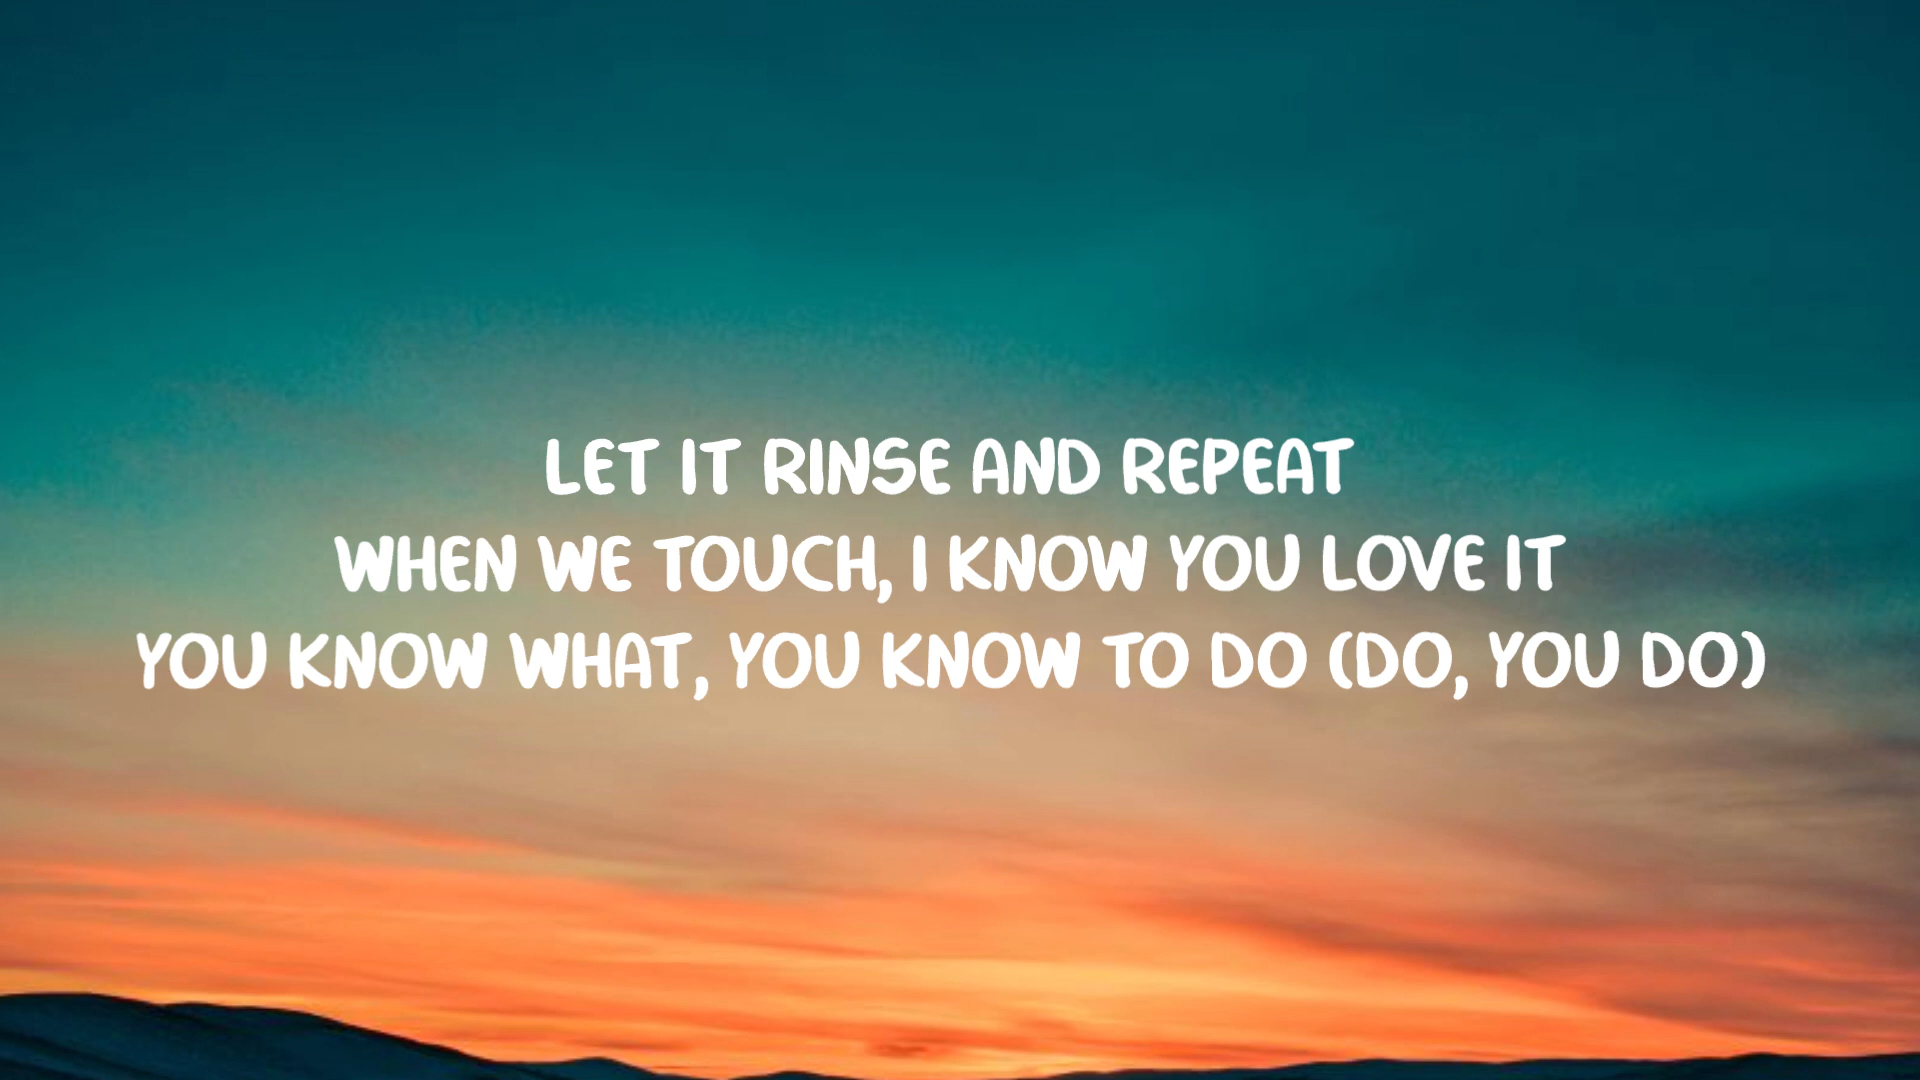 LET IT RINSE AND REPEAT
WHEN WE TOUCH, I KNOW YOU LOVE IT
YOU KNOW WHAT, YOU KNOW TO DO (DO, YOU DO)